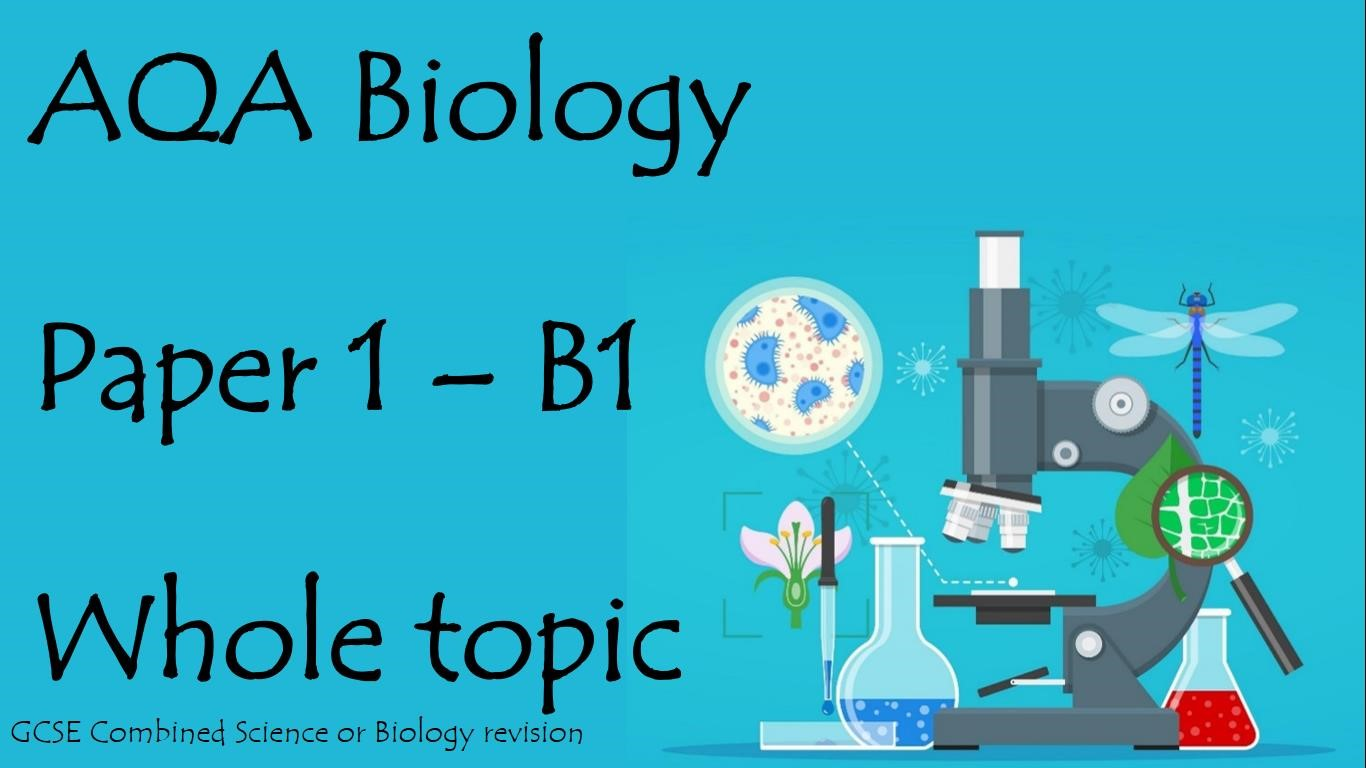 AQA Biology
Paper 1 – B1
Whole topic
GCSE Combined Science or Biology revision